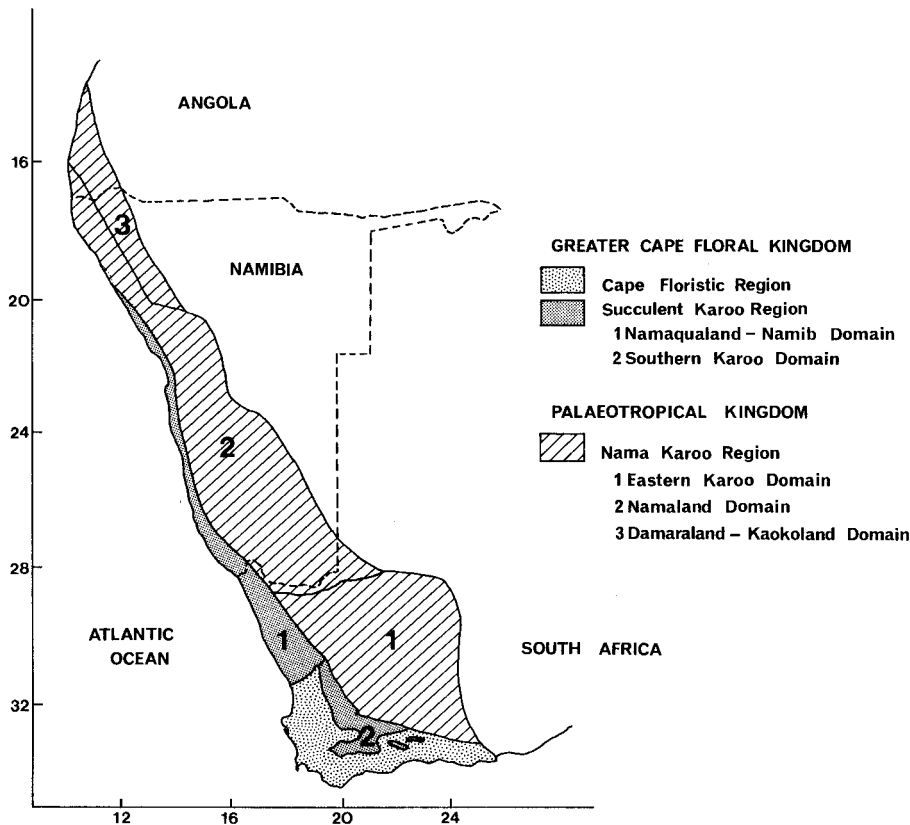 ANGOLA
16
3
NAMIBIA
20
GREATER CAPE FLORAL KINGDOM
Cape Floristic Region
Succulent Karoo Region
1 Namaqualand – Namib Domain
2 Southern Karoo Domain
24
2
PALAEOTROPICAL KINGDOM
Nama Karoo Region
1 Eastern Karoo Domain
2 Namaland Domain
3 Damaraland – Kaokoland Domain
28
ATLANTIC
OCEAN
1
1
SOUTH AFRICA
32
2
12
16
20
24